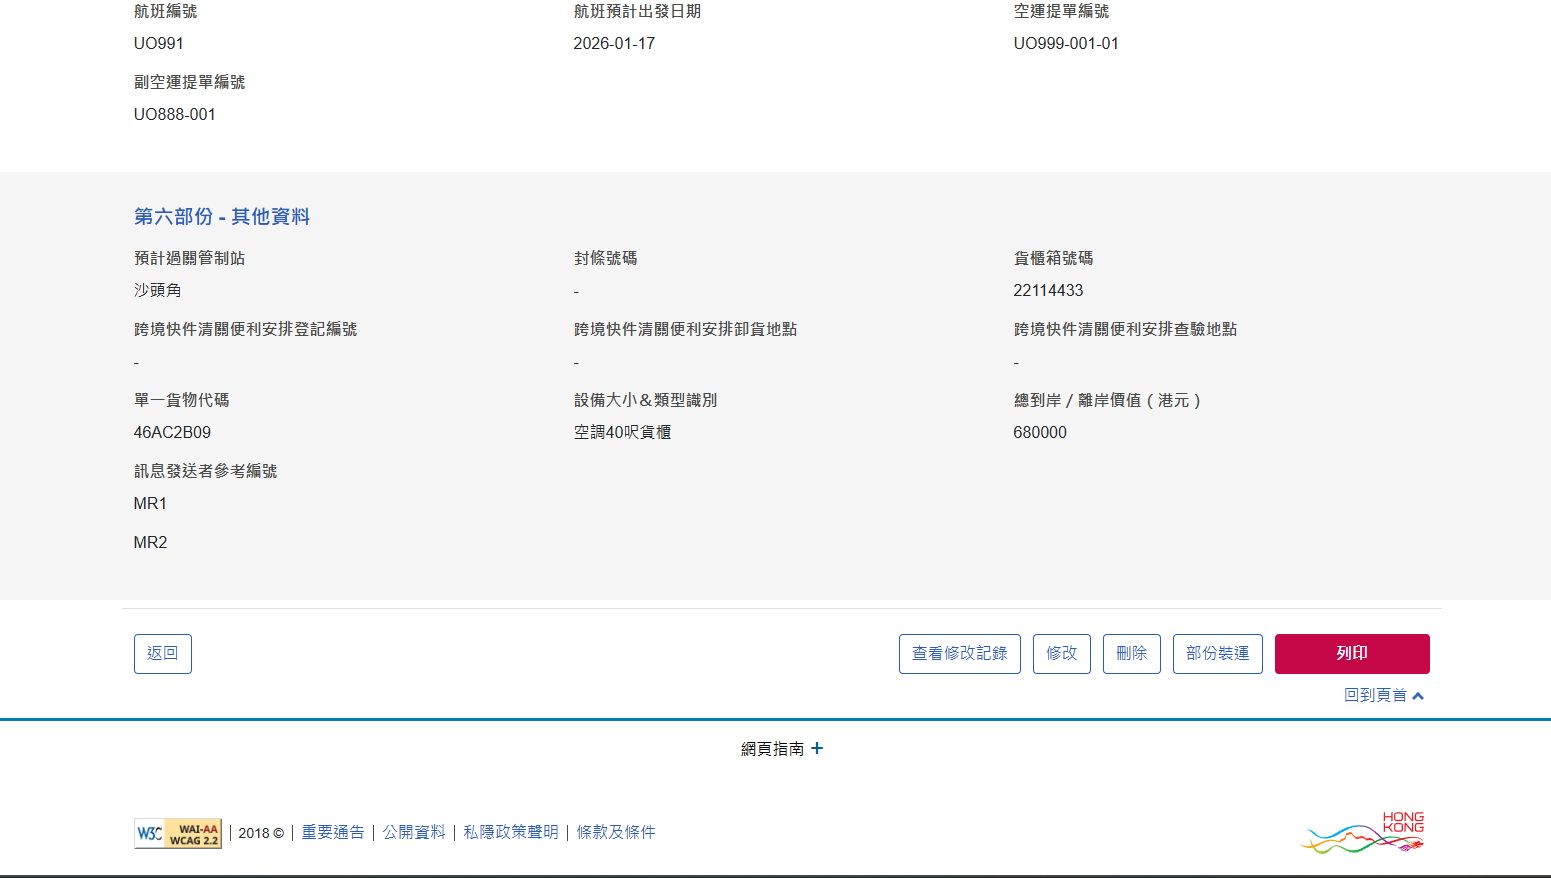 航班編號 航班預計出發日期 空運提單編號
UO991 2026-01-17 UO999-001-01
副空運提單編號
UO888-001
第六部份 - 其他資料
預計過關管制站 封條號碼 貨櫃箱號碼
沙頭角 - 22114433
跨境快件清關便利安排登記編號 跨境快件清關便利安排卸貨地點 跨境快件清關便利安排查驗地點
- - -
單一貨物代碼 設備大小＆類型識別 總到岸 / 離岸價值 ( 港元 )
46AC2B09 空調40呎貨櫃 680000
訊息發送者參考編號
MR1
MR2
返回 查看修改記錄 修改 刪除 部份裝運 列印
回到頁首
網頁指南 +
W3C WAI-AA WCAG 2.2 | 2018 © | 重要通告 | 公開資料 | 私隱政策聲明 | 條款及條件
HONG KONG